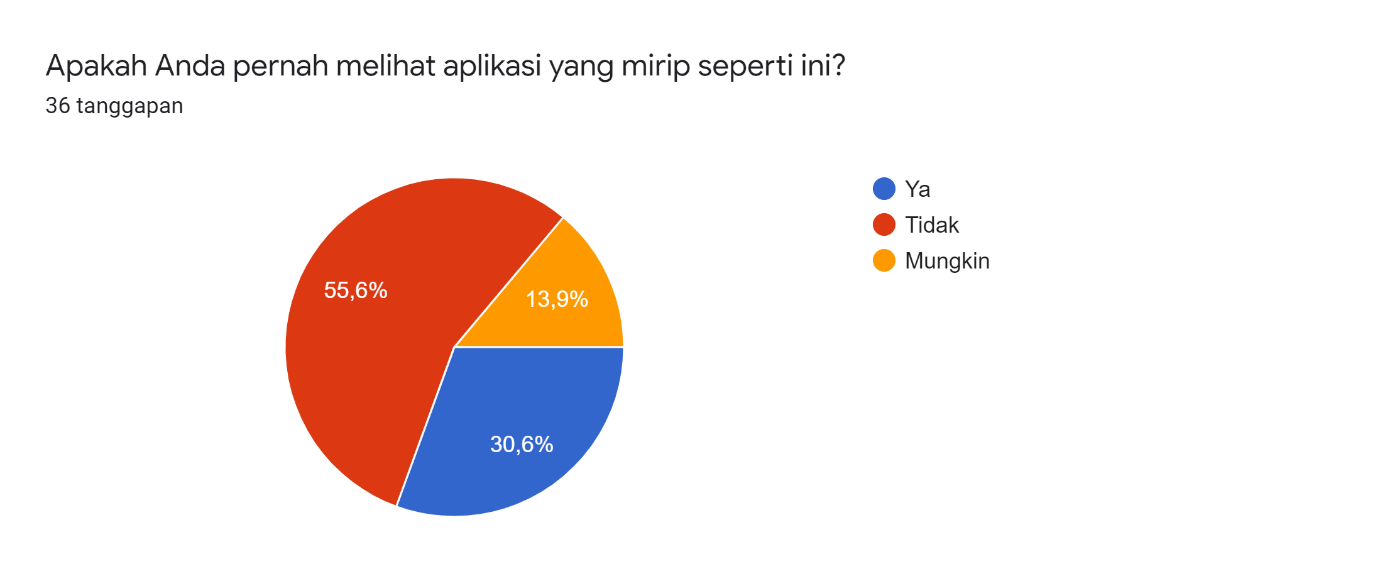 Apakah Anda pernah melihat aplikasi yang mirip seperti ini?
36 tanggapan
Ya
Tidak
Mungkin
55,6%
13,9%
30,6%